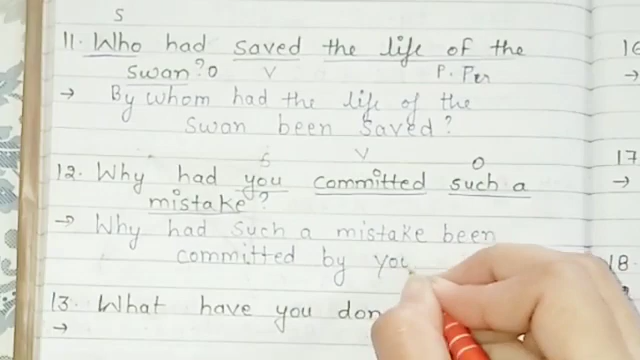 S
11. Who had saved the life of the
swan? O V P. Per
→ By whom had the life of the
swan been saved?
S V O
12. Why had you committed such a
mistake?
→ Why had such a mistake been
committed by you
13. What have you don
→
16
→
17
→
18